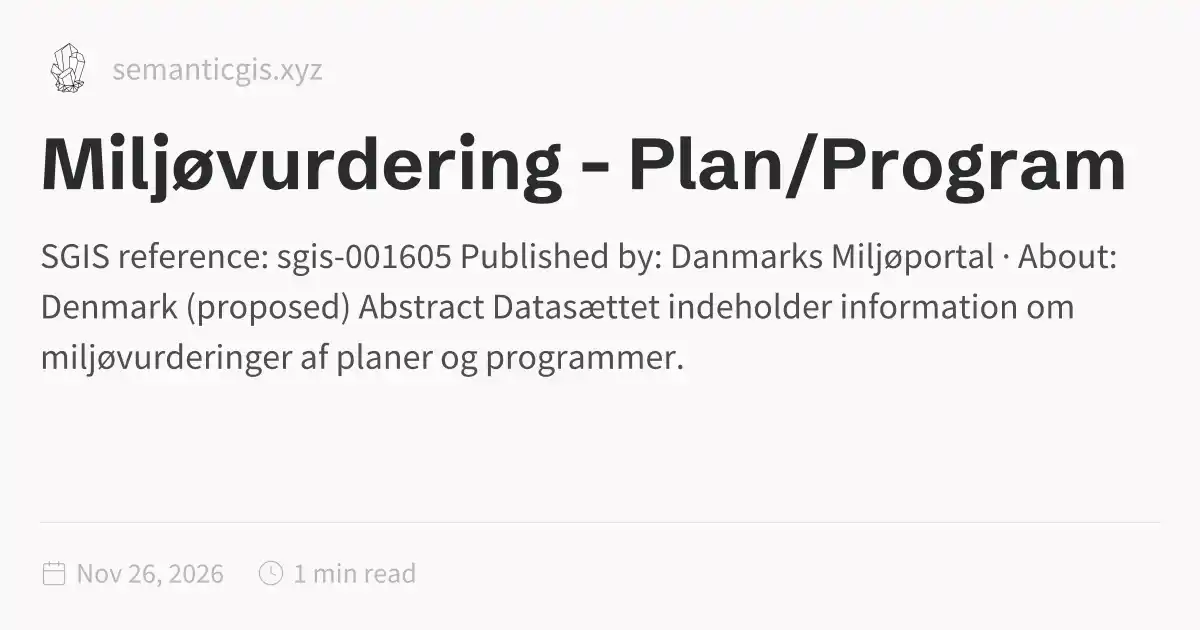 semanticgis.xyz
Miljøvurdering - Plan/Program
SGIS reference: sgis-001605 Published by: Danmarks Miljøportal · About:
Denmark (proposed) Abstract Datasættet indeholder information om
miljøvurderinger af planer og programmer.
Nov 26, 2026 1 min read